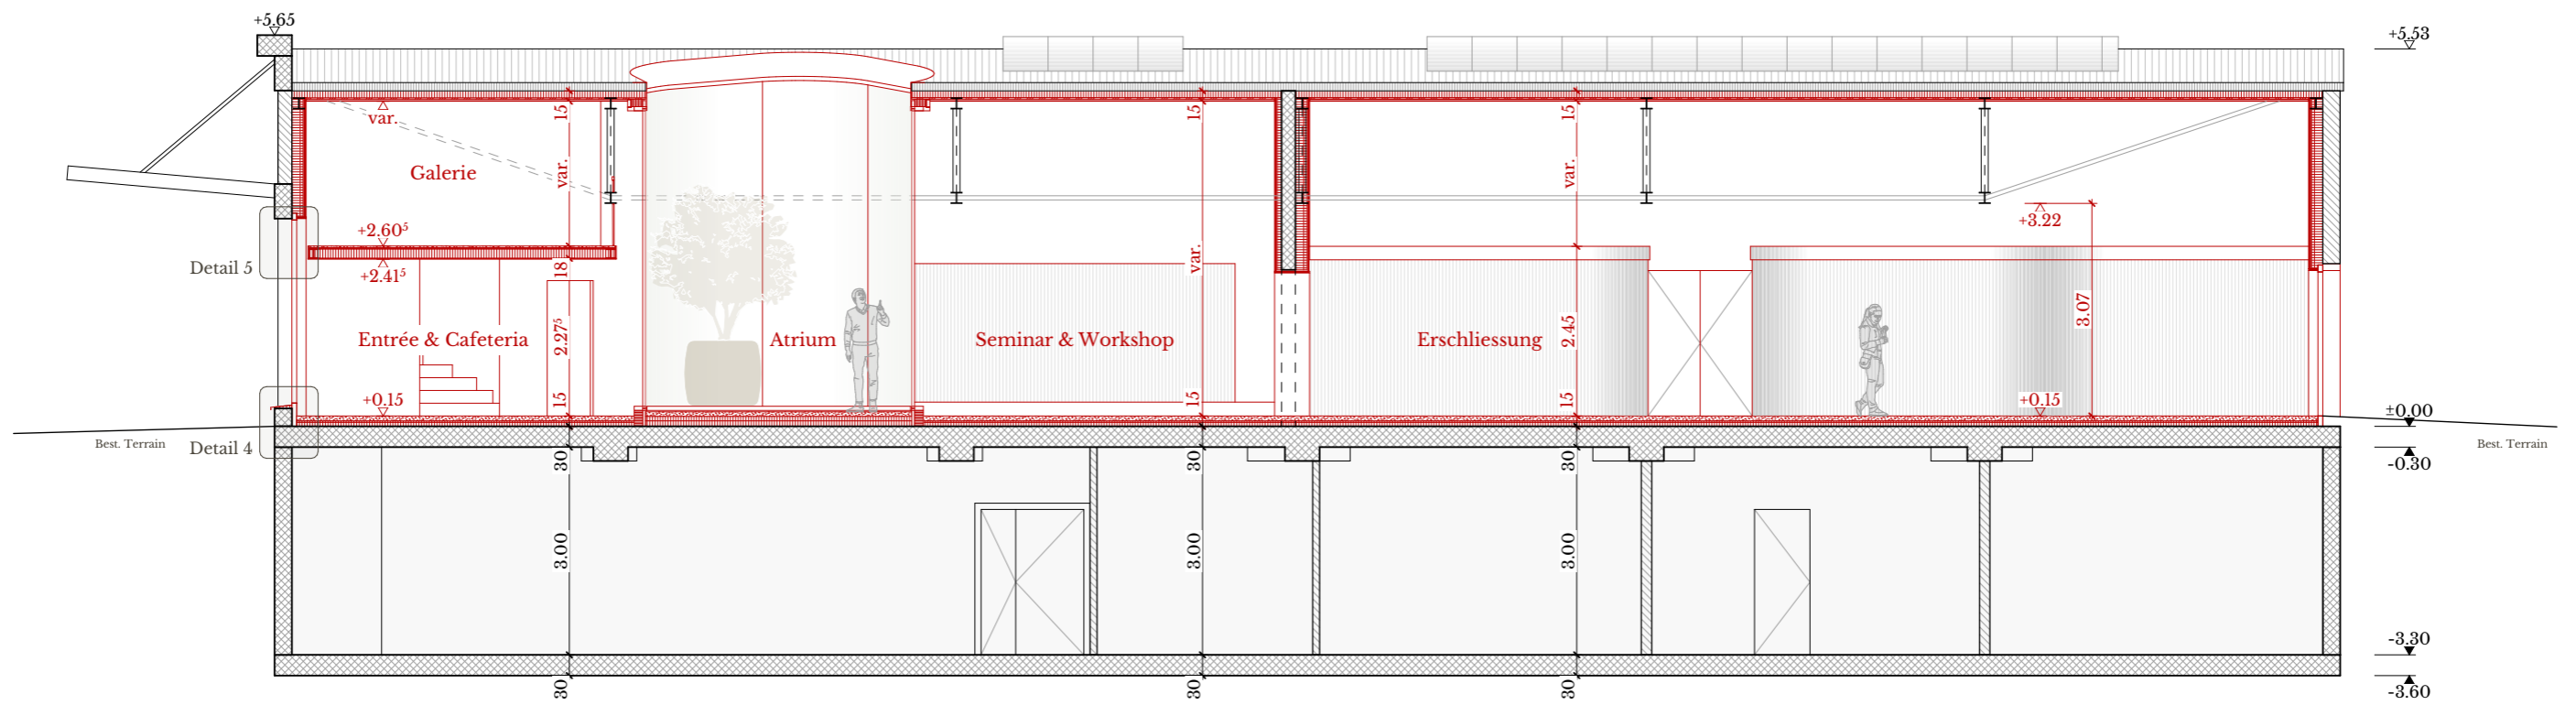 +5.65
+5.53
15
15
15
var.
var.
var.
Galerie
+3.22
+2.60⁵
var.
Detail 5
+2.41⁵
18
3.07
Entrée & Cafeteria
2.27⁵
Atrium
Seminar & Workshop
Erschliessung
2.45
+0.15
15
15
15
+0.15
±0.00
Best. Terrain
Detail 4
Best. Terrain
30
30
30
-0.30
3.00
3.00
3.00
-3.30
30
30
30
-3.60